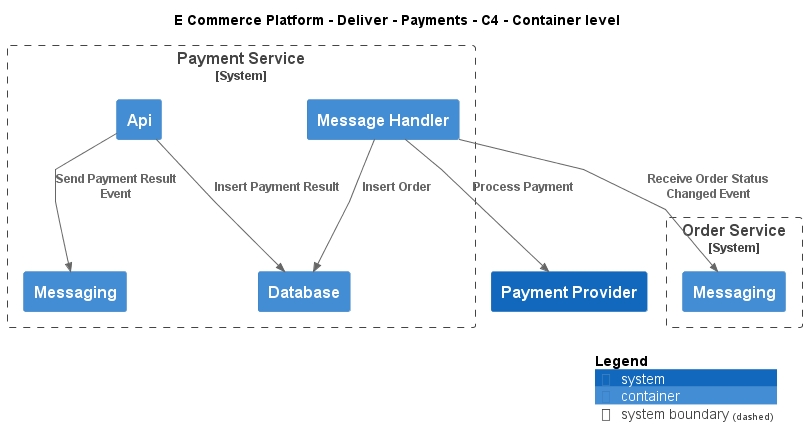 E Commerce Platform - Deliver - Payments - C4 - Container level
Payment Service
[System]
Api
Message Handler
Send Payment Result
Event
Insert Payment Result
Insert Order
Process Payment
Receive Order Status
Changed Event
Order Service
[System]
Messaging
Database
Payment Provider
Messaging
Legend
system
container
system boundary (dashed)